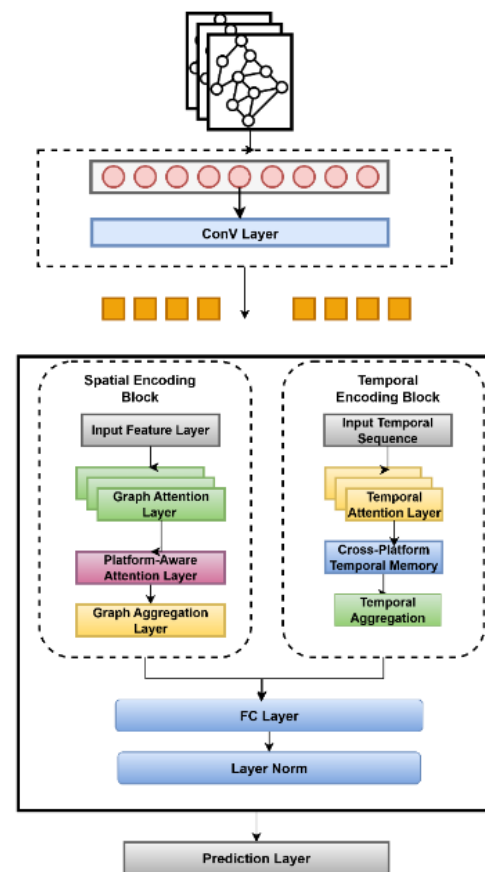 ConV Layer
Spatial Encoding
Block
Input Feature Layer
Graph Attention
Layer
Platform-Aware
Attention Layer
Graph Aggregation
Layer
Temporal
Encoding Block
Input Temporal
Sequence
Temporal
Attention Layer
Cross-Platform
Temporal Memory
Temporal
Aggregation
FC Layer
Layer Norm
Prediction Layer